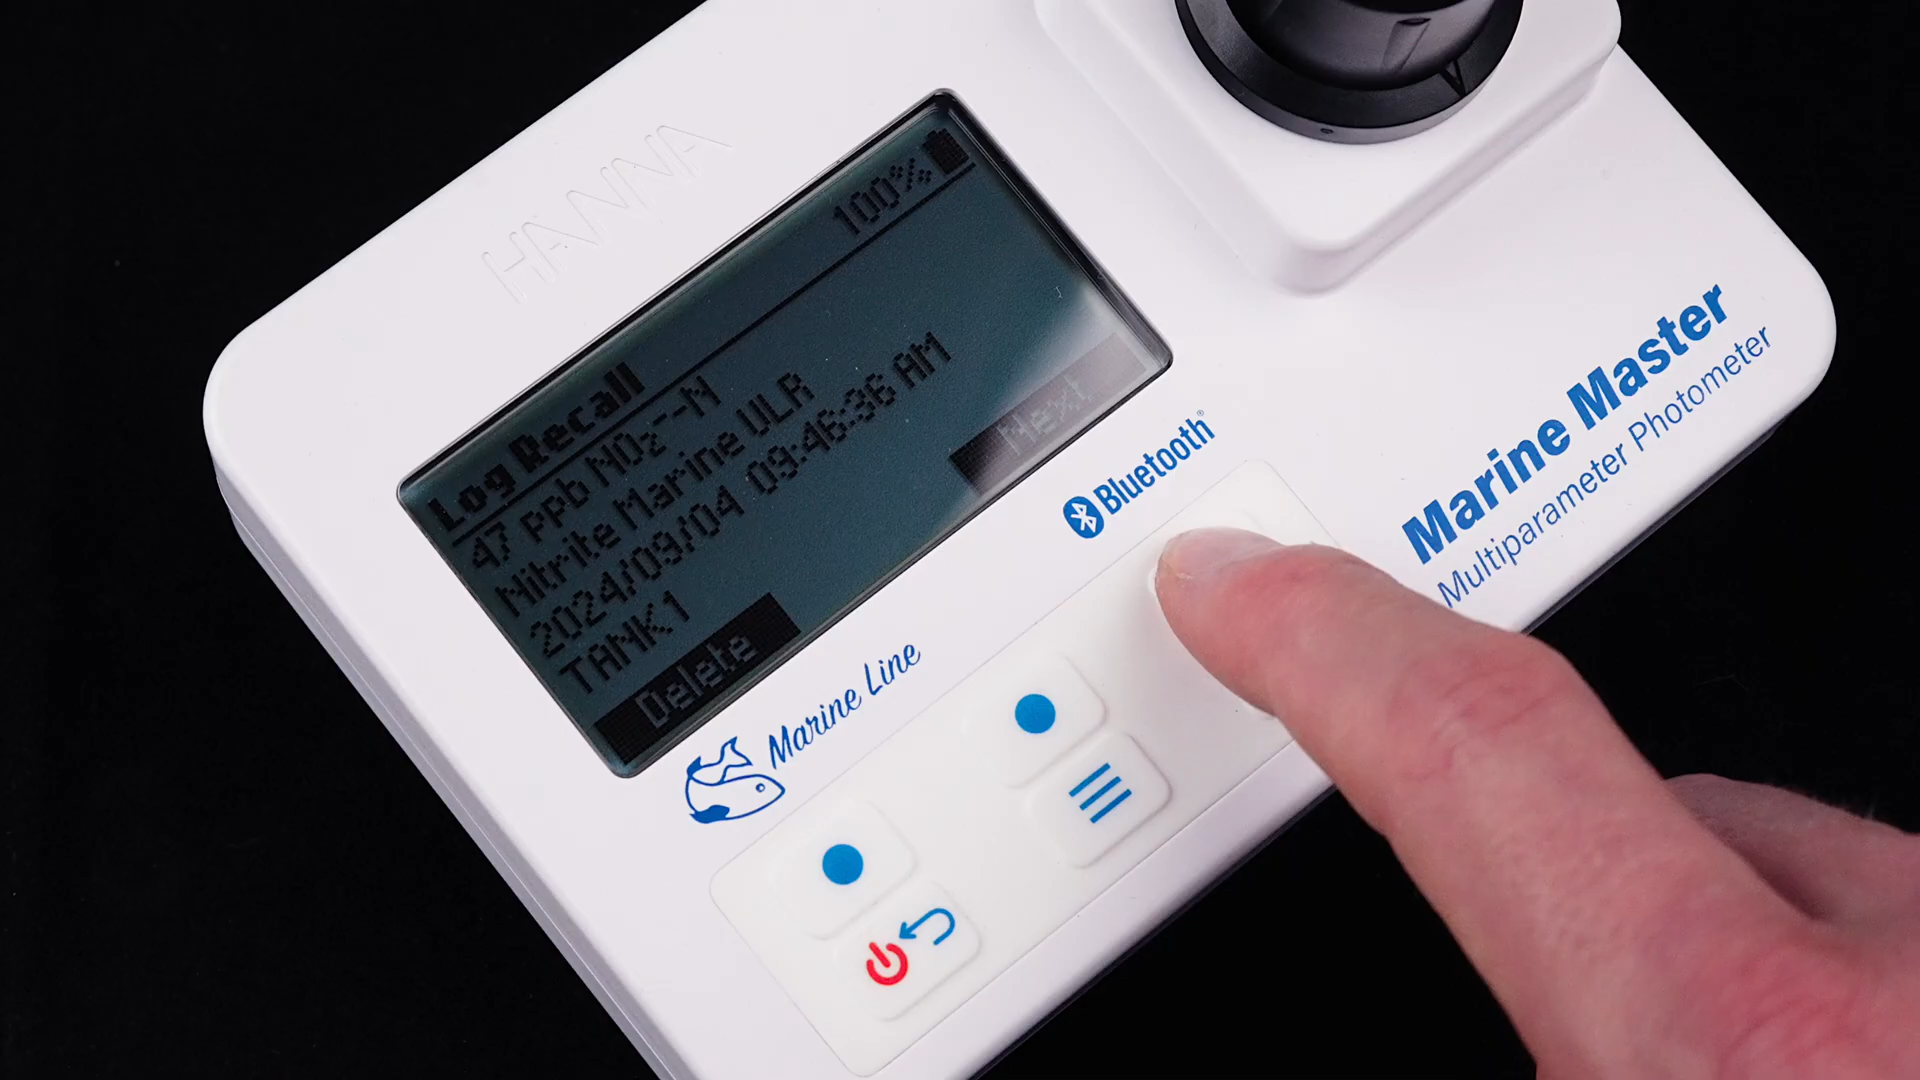 HANNA
100%
Log Recall
47 ppb NO₂⁻-N
Nitrite Marine ULR
2024/09/04 09:46:36 AM
TANK1
Delete
Next
Bluetooth®
Marine Line
Marine Master
Multiparameter Photometer